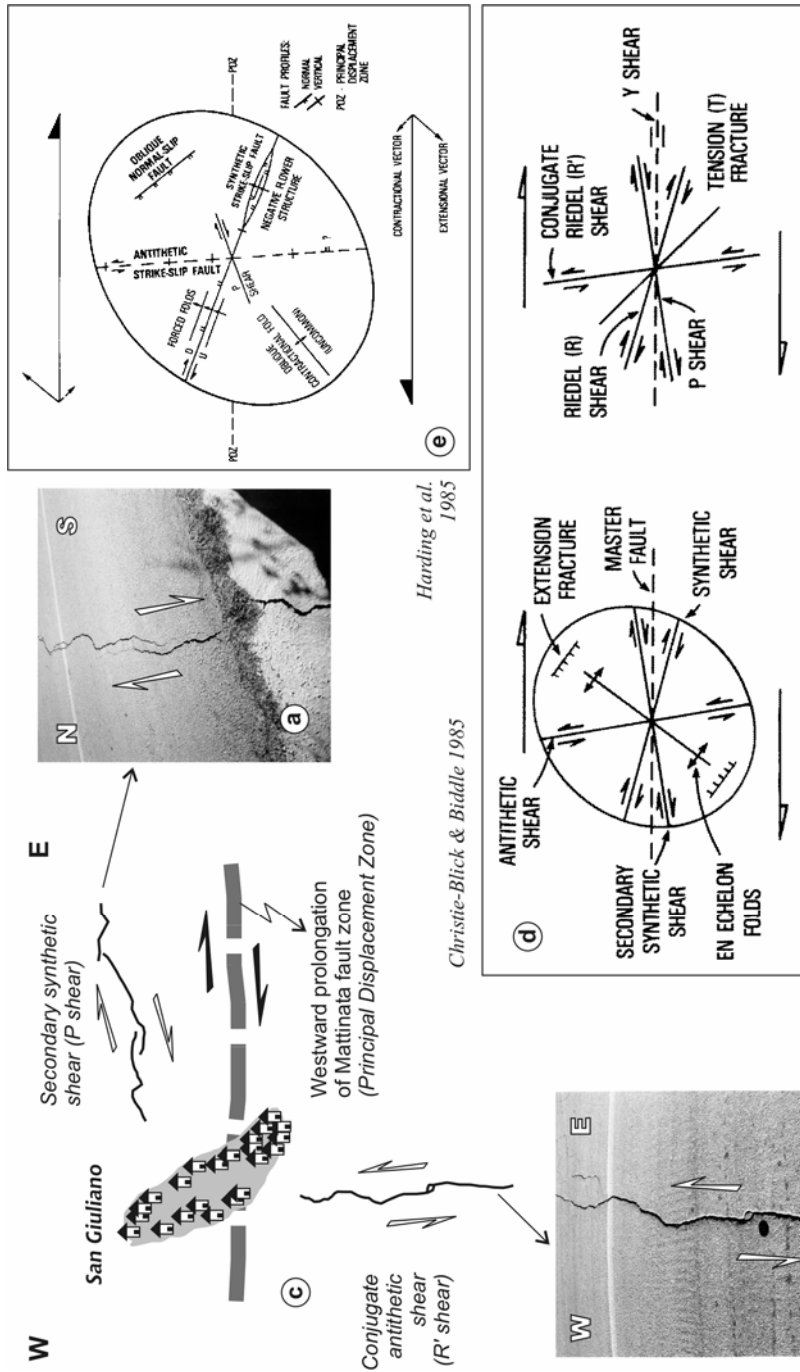 W
E
San Giuliano
Secondary synthetic
shear (P shear)
Westward prolongation
of Mattinata fault zone
(Principal Displacement Zone)
c
Conjugate
antithetic
shear
(R' shear)
N
S
a
W
E
Harding et al.
1985
Christie-Blick & Biddle 1985
e
PDZ
PDZ
FAULT PROFILES:
NORMAL
VERTICAL
PDZ - PRINCIPAL
DISPLACEMENT
ZONE
OBLIQUE
NORMAL-SLIP
FAULT
ANTITHETIC
STRIKE-SLIP FAULT
SYNTHETIC
STRIKE-SLIP FAULT
NEGATIVE FLOWER
STRUCTURE
FORCED FOLDS
D
U
P
SHEAR
CONTRACTIONAL FOLD
OBLIQUE
(UNCOMMON)
?
CONTRACTIONAL VECTOR
EXTENSIONAL VECTOR
d
ANTITHETIC
SHEAR
EXTENSION
FRACTURE
MASTER
FAULT
SYNTHETIC
SHEAR
SECONDARY
SYNTHETIC
SHEAR
EN ECHELON
FOLDS
CONJUGATE
RIEDEL (R')
SHEAR
RIEDEL (R)
SHEAR
Y SHEAR
TENSION (T)
FRACTURE
P SHEAR